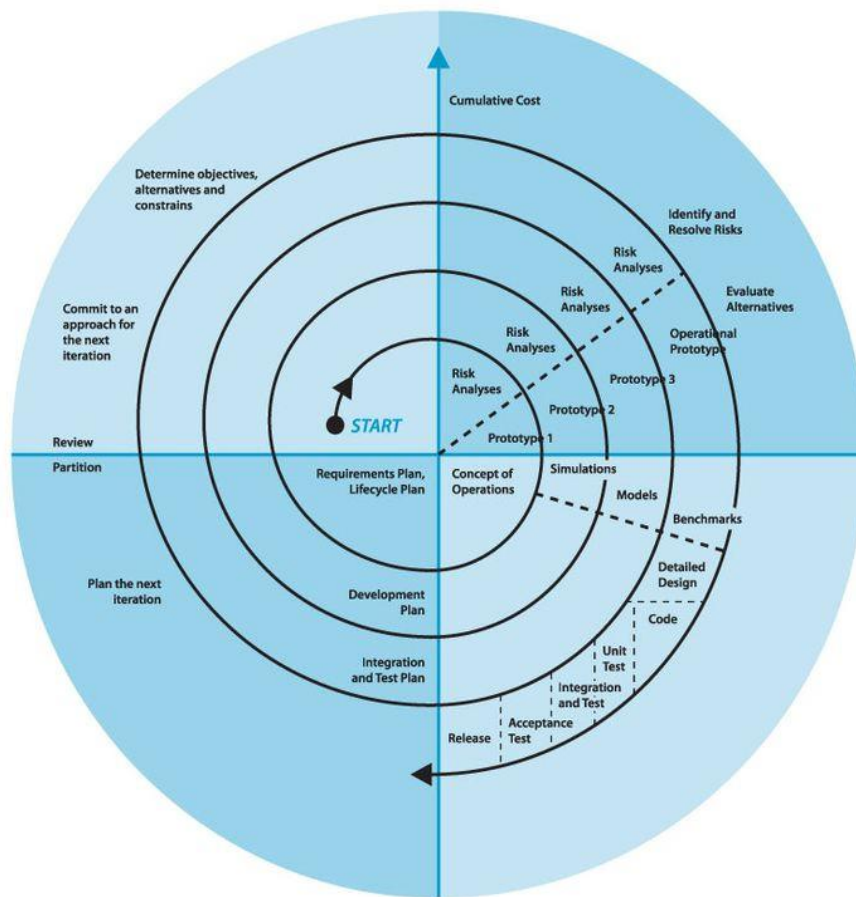 Cumulative Cost
Determine objectives,
alternatives and
constrains
Commit to an
approach for
the next
iteration
Review
START
Identify and
Resolve Risks
Evaluate
Alternatives
Risk
Analyses
Risk
Analyses
Risk
Analyses
Risk
Analyses
Operational
Prototype
Prototype 3
Prototype 2
Prototype 1
Partition
Requirements Plan,
Lifecycle Plan
Concept of
Operations
Simulations
Models
Benchmarks
Plan the next
iteration
Development
Plan
Integration
and Test Plan
Detailed
Design
Code
Unit
Test
Integration
and Test
Acceptance
Test
Release